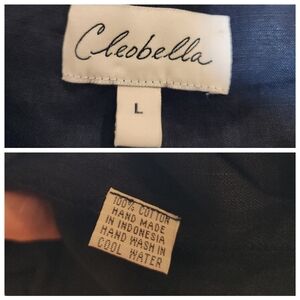 Cleobella
L
100% COTTON
HAND MADE
IN INDONESIA
HAND WASH IN
COOL WATER